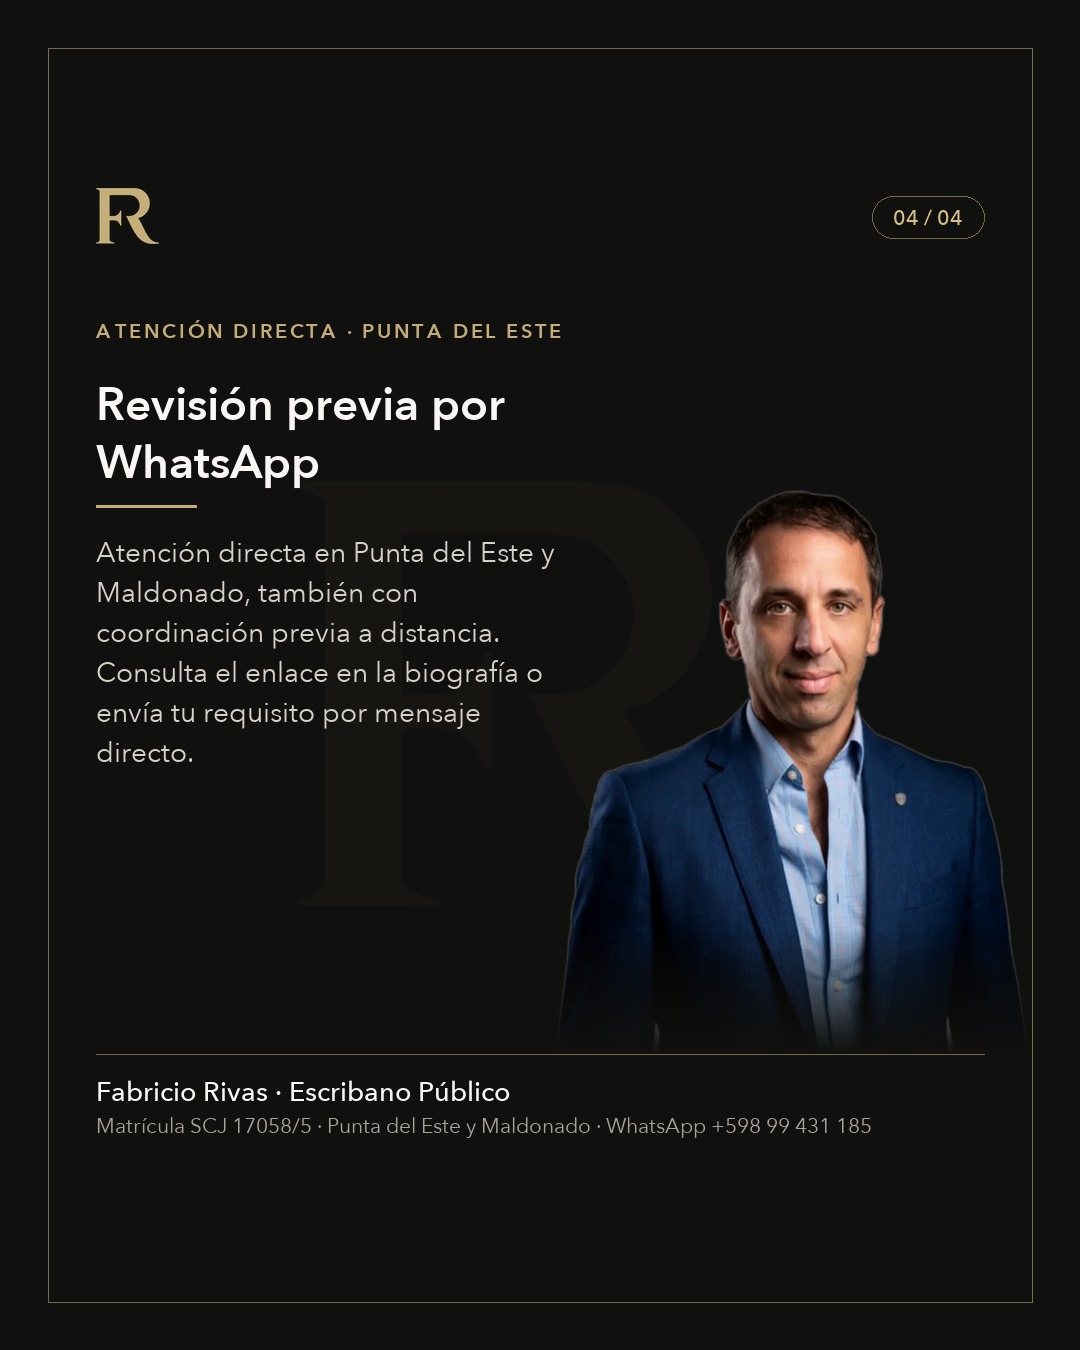 FR
04 / 04
ATENCIÓN DIRECTA · PUNTA DEL ESTE
Revisión previa por
WhatsApp
Atención directa en Punta del Este y
Maldonado, también con
coordinación previa a distancia.
Consulta el enlace en la biografía o
envía tu requisito por mensaje
directo.
Fabricio Rivas · Escribano Público
Matrícula SCJ 17058/5 · Punta del Este y Maldonado · WhatsApp +598 99 431 185